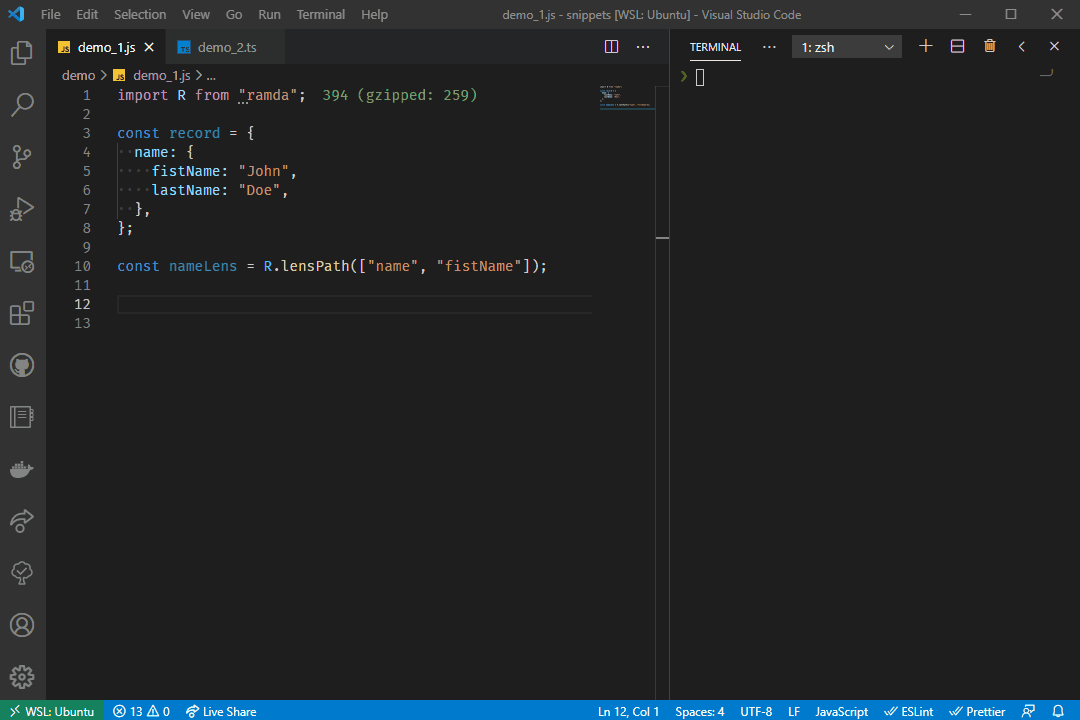 File Edit Selection View Go Run Terminal Help demo_1.js - snippets [WSL: Ubuntu] - Visual Studio Code
JS demo_1.js TS demo_2.ts
demo > JS demo_1.js > ...
1 import R from "ramda"; 394 (gzipped: 259)
2
3 const record = {
4 name: {
5 fistName: "John",
6 lastName: "Doe",
7 },
8 };
9
10 const nameLens = R.lensPath(["name", "fistName"]);
11
12
13
TERMINAL ... 1: zsh
WSL: Ubuntu 13 0 Live Share Ln 12, Col 1 Spaces: 4 UTF-8 LF JavaScript ESLint Prettier